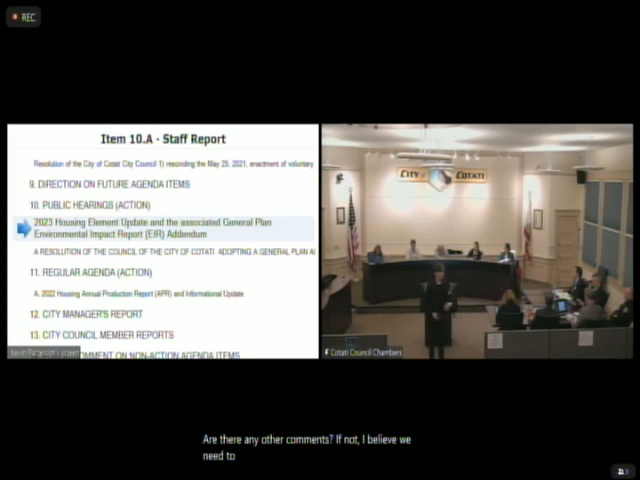 REC
Item 10.A - Staff Report
Resolution of the City of Cotati City Council 1) rescinding the May 25, 2021, enactment of voluntary
9. DIRECTION ON FUTURE AGENDA ITEMS
10. PUBLIC HEARINGS (ACTION)
2023 Housing Element Update and the associated General Plan
Environmental Impact Report (EIR) Addendum
A RESOLUTION OF THE COUNCIL OF THE CITY OF COTATI ADOPTING A GENERAL PLAN
11. REGULAR AGENDA (ACTION)
A. 2022 Housing Annual Production Report (APR) and Informational Update
12. CITY MANAGER'S REPORT
13. CITY COUNCIL MEMBER REPORTS
COMMENT ON NON-ACTION AGENDA ITEMS
CITY COTATI
Cotati Council Chambers
Are there any other comments? If not, I believe we
need to